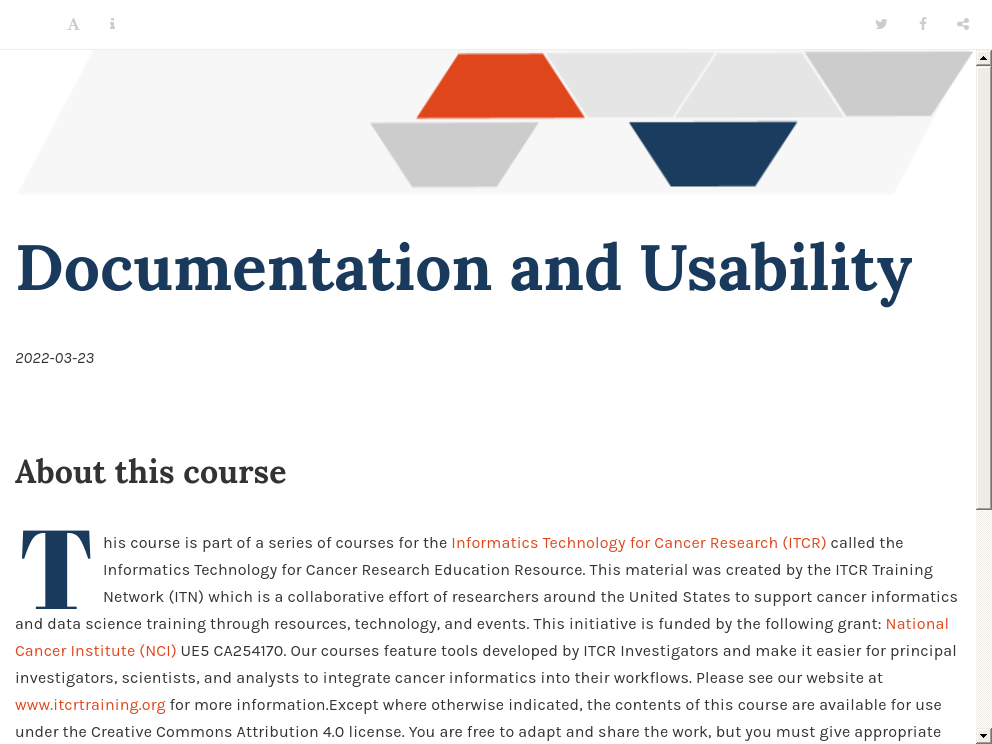 A i
Documentation and Usability
2022-03-23
About this course
This course is part of a series of courses for the Informatics Technology for Cancer Research (ITCR) called the
Informatics Technology for Cancer Research Education Resource. This material was created by the ITCR Training
Network (ITN) which is a collaborative effort of researchers around the United States to support cancer informatics
and data science training through resources, technology, and events. This initiative is funded by the following grant: National
Cancer Institute (NCI) UE5 CA254170. Our courses feature tools developed by ITCR Investigators and make it easier for principal
investigators, scientists, and analysts to integrate cancer informatics into their workflows. Please see our website at
www.itcrtraining.org for more information.Except where otherwise indicated, the contents of this course are available for use
under the Creative Commons Attribution 4.0 license. You are free to adapt and share the work, but you must give appropriate